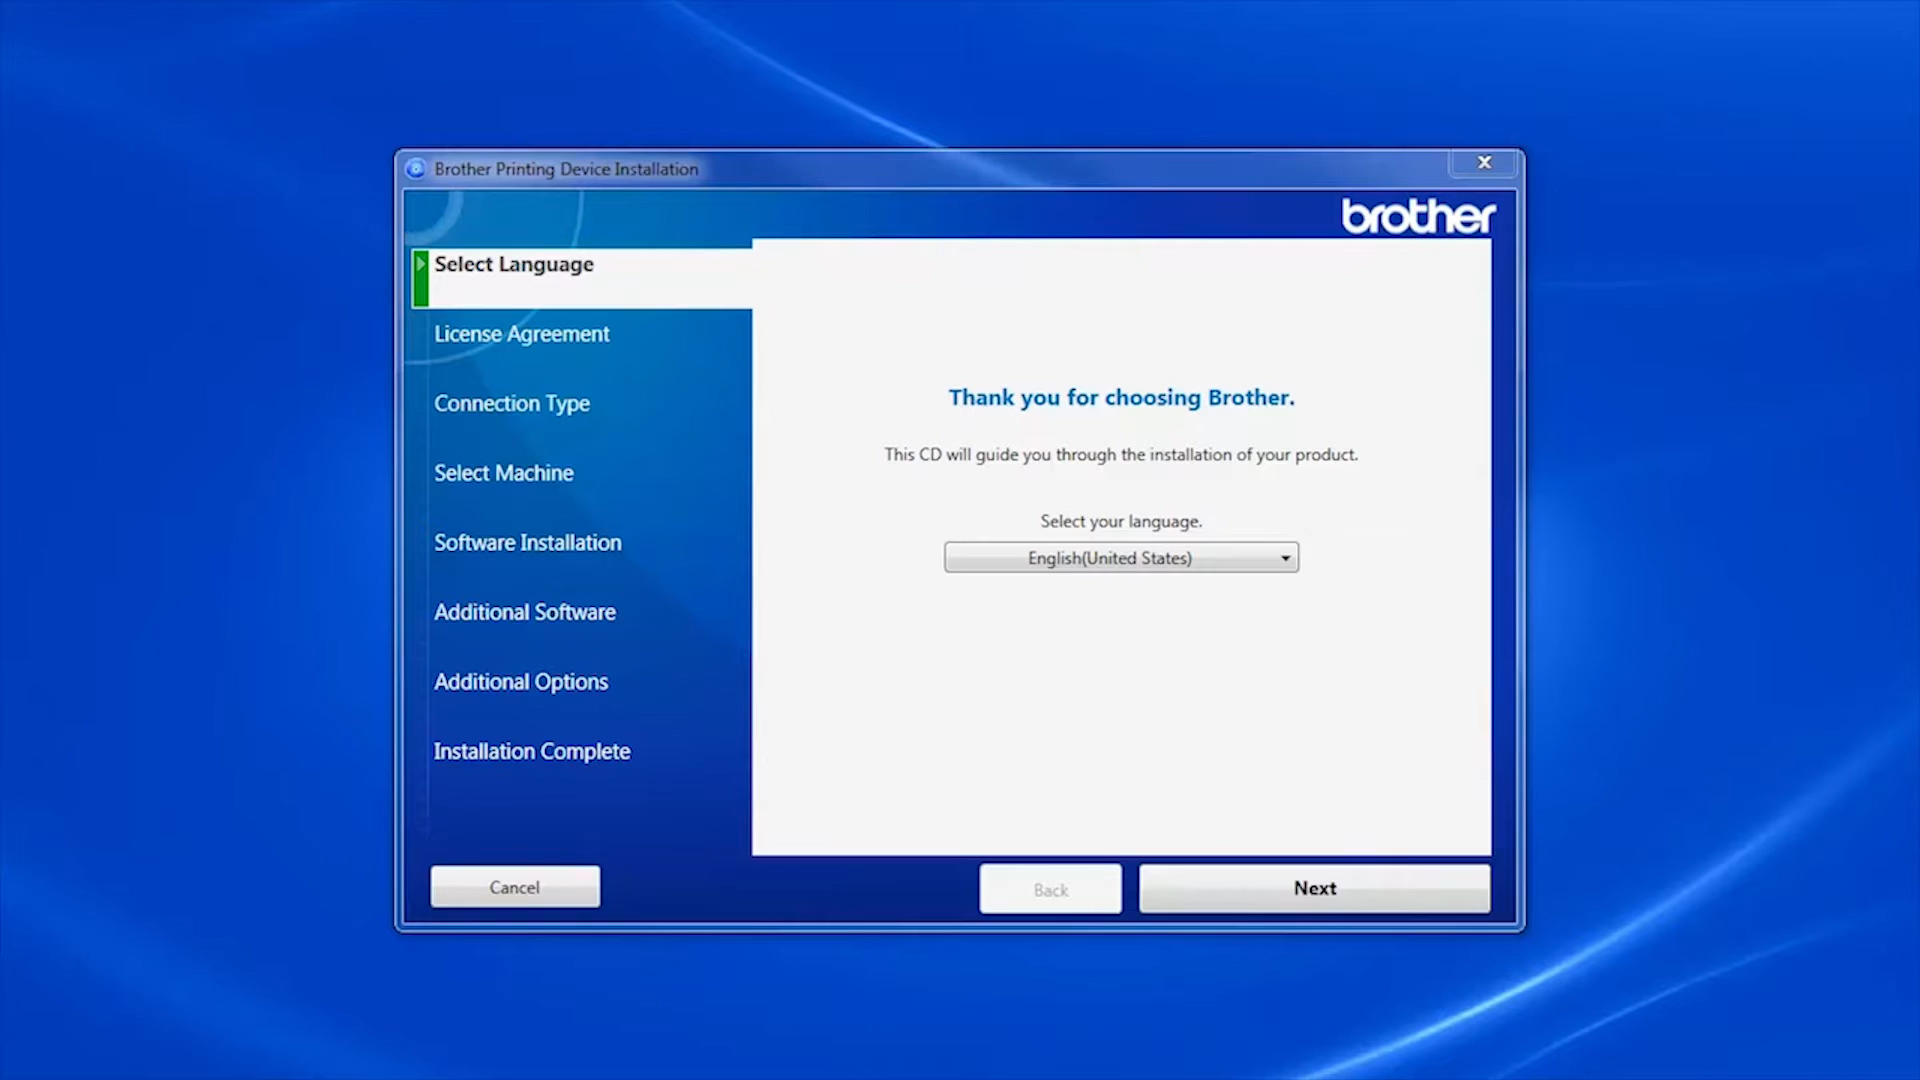 Brother Printing Device Installation
X
brother
Select Language
License Agreement
Connection Type
Select Machine
Software Installation
Additional Software
Additional Options
Installation Complete
Thank you for choosing Brother.
This CD will guide you through the installation of your product.
Select your language.
English(United States)
Cancel
Back
Next